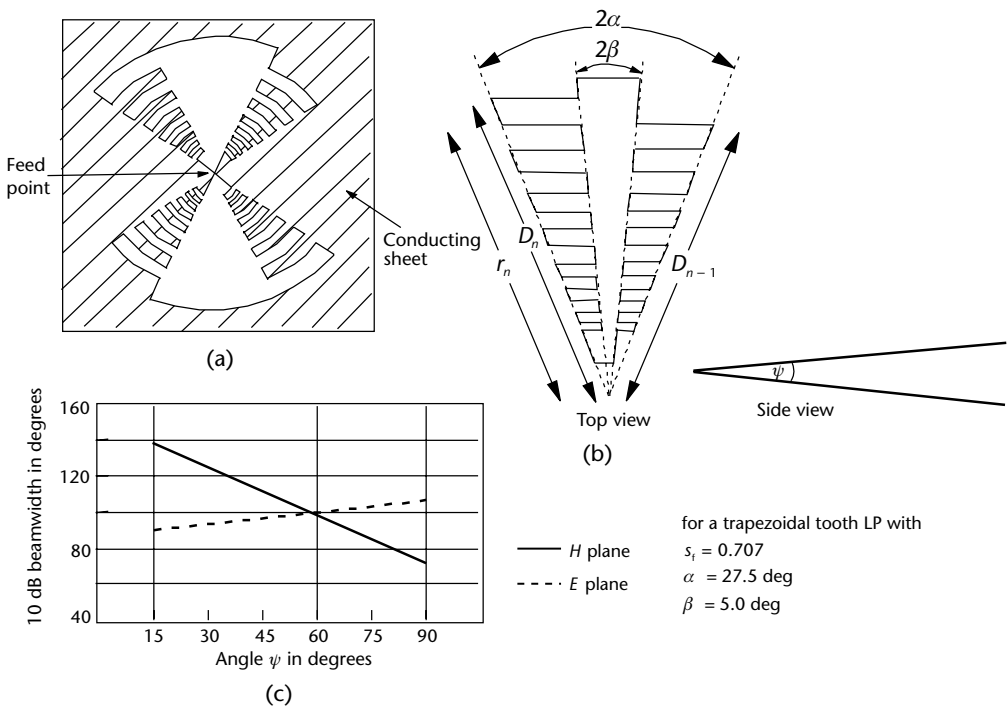 Feed
point
Conducting
sheet
(a)
2α
2β
D_n
r_n
D_{n−1}
Top view
(b)
ψ
Side view
10 dB beamwidth in degrees
160
120
80
40
15 30 45 60 75 90
Angle ψ in degrees
(c)
H plane
E plane
for a trapezoidal tooth LP with
s_f = 0.707
α = 27.5 deg
β = 5.0 deg